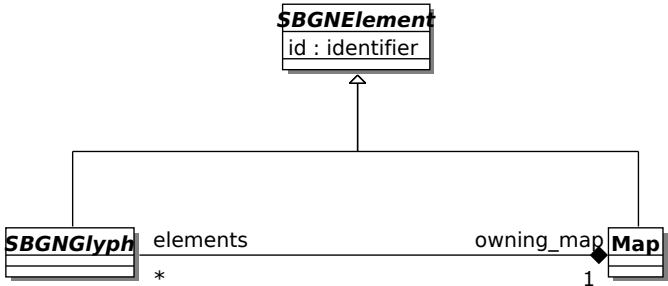 SBGNElement
id : identifier
SBGNGlyph
elements
owning_map
Map
*
1